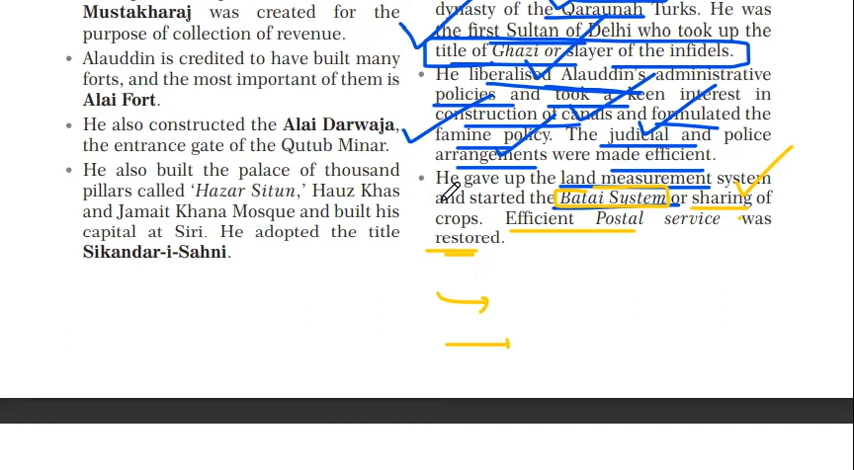 Mustakharaj was created for the
purpose of collection of revenue.
• Alauddin is credited to have built many
forts, and the most important of them is
Alai Fort.
• He also constructed the Alai Darwaja,
the entrance gate of the Qutub Minar.
• He also built the palace of thousand
pillars called ‘Hazar Situn,’ Hauz Khas
and Jamait Khana Mosque and built his
capital at Siri. He adopted the title
Sikandar-i-Sahni.
dynasty of the Qaraunah Turks. He was
the first Sultan of Delhi who took up the
title of Ghazi or slayer of the infidels.
• He liberalised Alauddin's administrative
policies and took a keen interest in
construction of canals and formulated the
famine policy. The judicial and police
arrangements were made efficient.
• He gave up the land measurement system
and started the Batai System or sharing of
crops. Efficient Postal service was
restored.